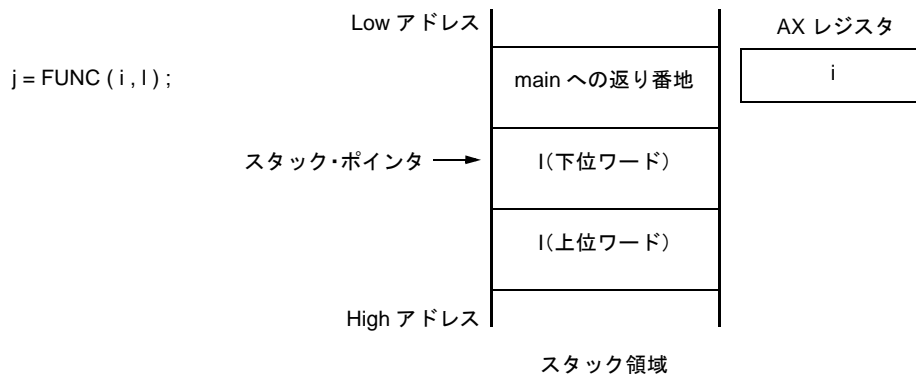 Low アドレス
AX レジスタ
j = FUNC ( i , l ) ;
main への返り番地
i
スタック・ポインタ
l(下位ワード)
l(上位ワード)
High アドレス
スタック領域